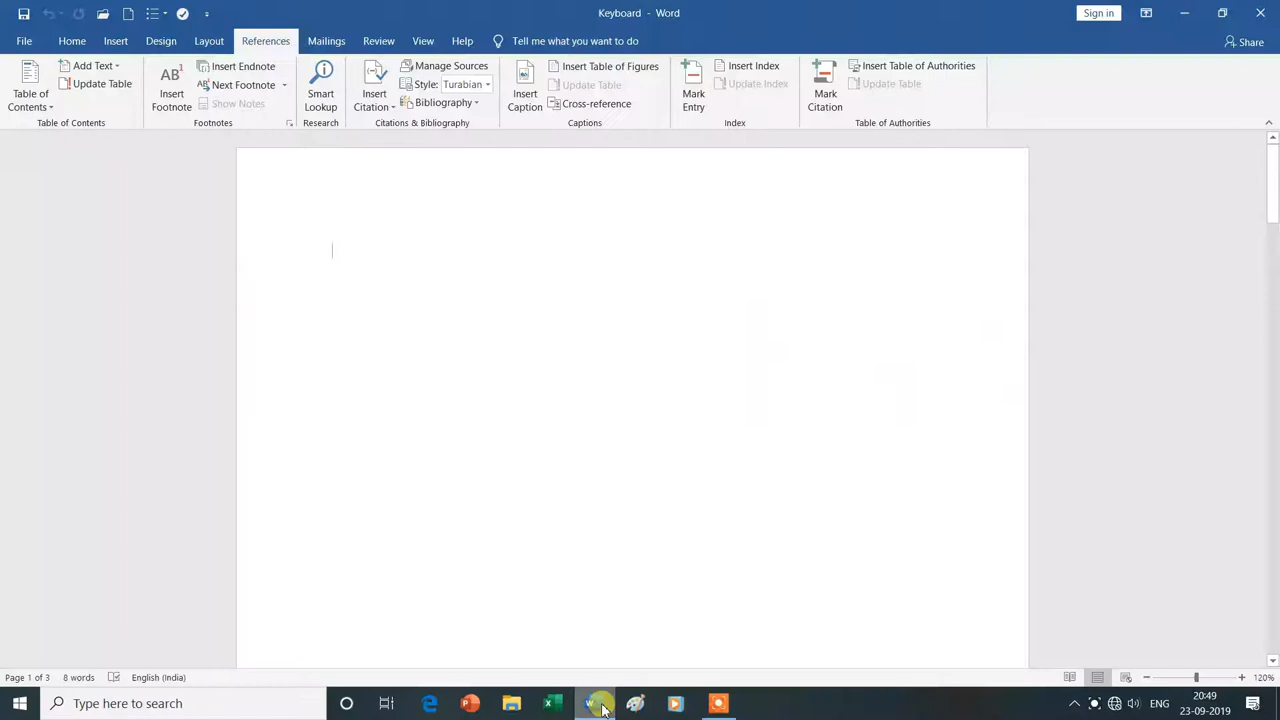 Keyboard - Word
Sign in
File Home Insert Design Layout References Mailings Review View Help Tell me what you want to do Share
Table of Contents
Add Text
Update Table
Table of Contents
AB¹ Insert Footnote
Insert Endnote
Next Footnote
Show Notes
Footnotes
Smart Lookup
Research
Insert Citation
Manage Sources
Style: Turabian
Bibliography
Citations & Bibliography
Insert Caption
Insert Table of Figures
Update Table
Cross-reference
Captions
Mark Entry
Insert Index
Update Index
Index
Mark Citation
Insert Table of Authorities
Update Table
Table of Authorities
Page 1 of 3 8 words English (India) 120%
Type here to search
ENG
20:49
23-09-2019